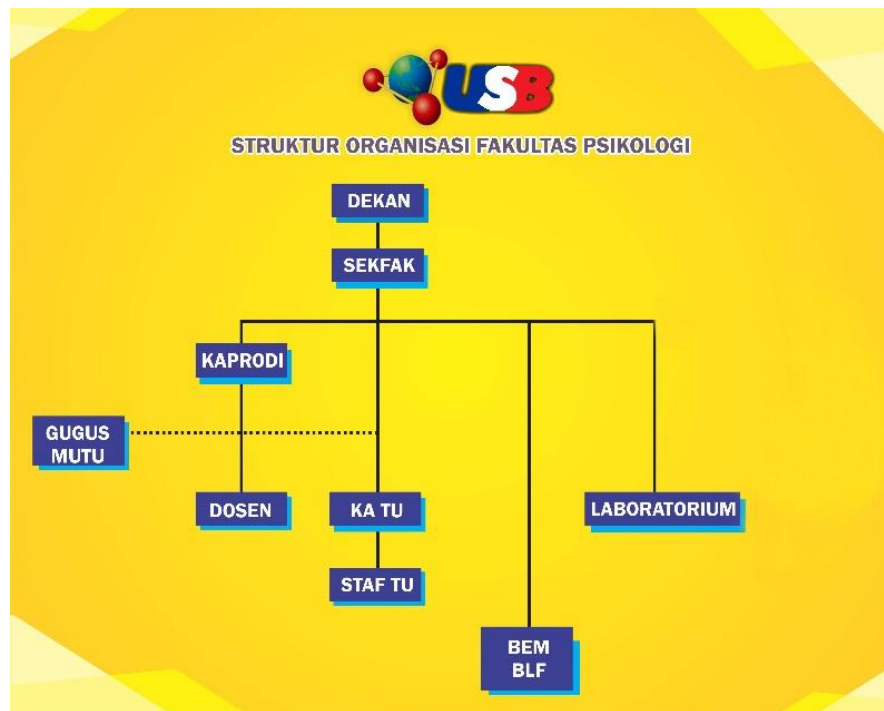 USB
STRUKTUR ORGANISASI FAKULTAS PSIKOLOGI
DEKAN
SEKFAK
KAPRODI
GUGUS
MUTU
DOSEN
KA TU
LABORATORIUM
STAF TU
BEM
BLF